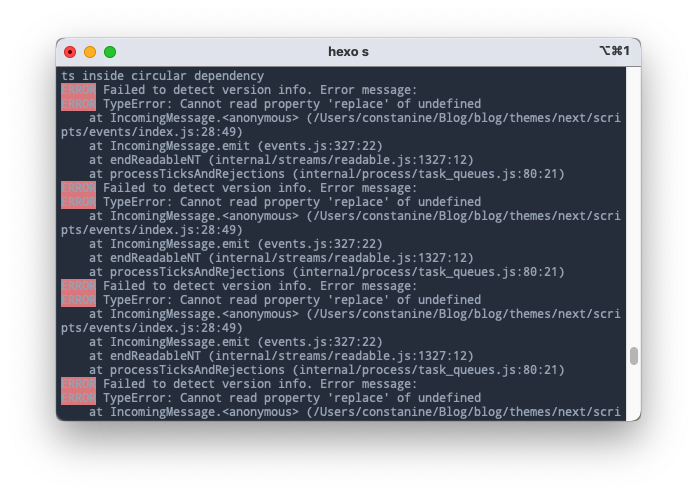 hexo s
⌥⌘1
ts inside circular dependency
ERROR Failed to detect version info. Error message:
ERROR TypeError: Cannot read property 'replace' of undefined
    at IncomingMessage.<anonymous> (/Users/constanine/Blog/blog/themes/next/scri
pts/events/index.js:28:49)
    at IncomingMessage.emit (events.js:327:22)
    at endReadableNT (internal/streams/readable.js:1327:12)
    at processTicksAndRejections (internal/process/task_queues.js:80:21)
ERROR Failed to detect version info. Error message:
ERROR TypeError: Cannot read property 'replace' of undefined
    at IncomingMessage.<anonymous> (/Users/constanine/Blog/blog/themes/next/scri
pts/events/index.js:28:49)
    at IncomingMessage.emit (events.js:327:22)
    at endReadableNT (internal/streams/readable.js:1327:12)
    at processTicksAndRejections (internal/process/task_queues.js:80:21)
ERROR Failed to detect version info. Error message:
ERROR TypeError: Cannot read property 'replace' of undefined
    at IncomingMessage.<anonymous> (/Users/constanine/Blog/blog/themes/next/scri
pts/events/index.js:28:49)
    at IncomingMessage.emit (events.js:327:22)
    at endReadableNT (internal/streams/readable.js:1327:12)
    at processTicksAndRejections (internal/process/task_queues.js:80:21)
ERROR Failed to detect version info. Error message:
ERROR TypeError: Cannot read property 'replace' of undefined
    at IncomingMessage.<anonymous> (/Users/constanine/Blog/blog/themes/next/scri